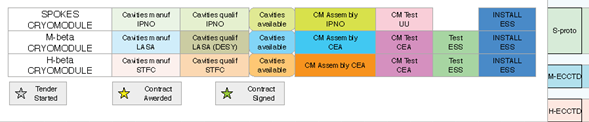 SPOKES CRYOMODULE
Cavities manuf IPNO
Cavities qualif IPNO
Cavities available
CM Assembly IPNO
CM Test UU
INSTALL ESS
M-beta CRYOMODULE
Cavities manuf LASA
Cavities qualif LASA (DESY)
Cavities available
CM Assembly CEA
CM Test CEA
Test ESS
INSTALL ESS
H-beta CRYOMODULE
Cavities manuf STFC
Cavities qualif STFC
Cavities available
CM Assembly CEA
CM Test CEA
Test ESS
INSTALL ESS
Tender Started
Contract Awarded
Contract Signed
S-proto
M-ECCTD
H-ECCTD